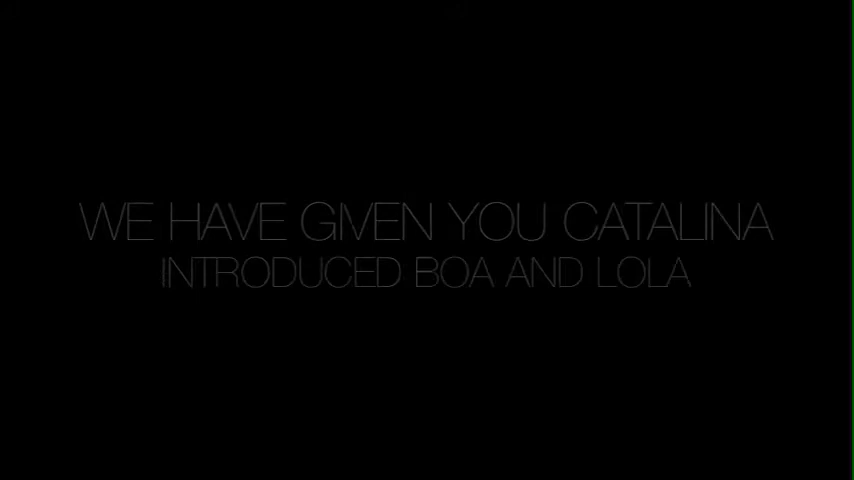 WE HAVE GIVEN YOU CATALINA
INTRODUCED BOA AND LOLA